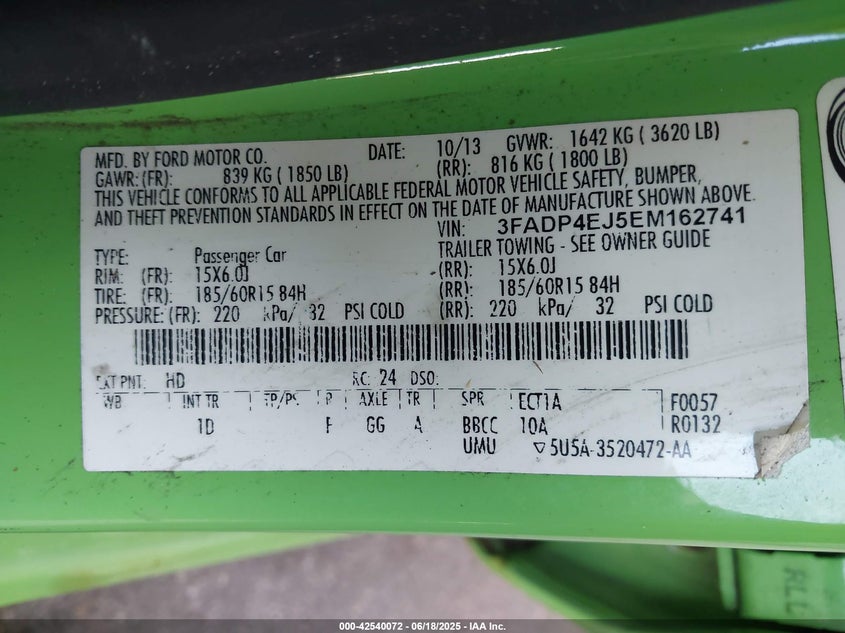 MFD. BY FORD MOTOR CO. DATE: 10/13 GVWR: 1642 KG ( 3620 LB)
GAWR: (FR): 839 KG ( 1850 LB) (RR): 816 KG ( 1800 LB)
THIS VEHICLE CONFORMS TO ALL APPLICABLE FEDERAL MOTOR VEHICLE SAFETY, BUMPER,
AND THEFT PREVENTION STANDARDS IN EFFECT ON THE DATE OF MANUFACTURE SHOWN ABOVE.
VIN: 3FADP4EJ5EM162741
TYPE: Passenger Car TRAILER TOWING - SEE OWNER GUIDE
RIM: (FR): 15X6.0J (RR): 15X6.0J
TIRE: (FR): 185/60R15 84H (RR): 185/60R15 84H
PRESSURE: (FR): 220 kPa/ 32 PSI COLD (RR): 220 kPa/ 32 PSI COLD
EXT PNT: HD RC: 24 DSO:
WB INT TR TP/PS R AXLE TR SPR ECT1A F0057
1D F GG A BBCC 10A R0132
UMU 5U5A-3520472-AA
RLL
000-42540072 - 06/18/2025 - IAA Inc.